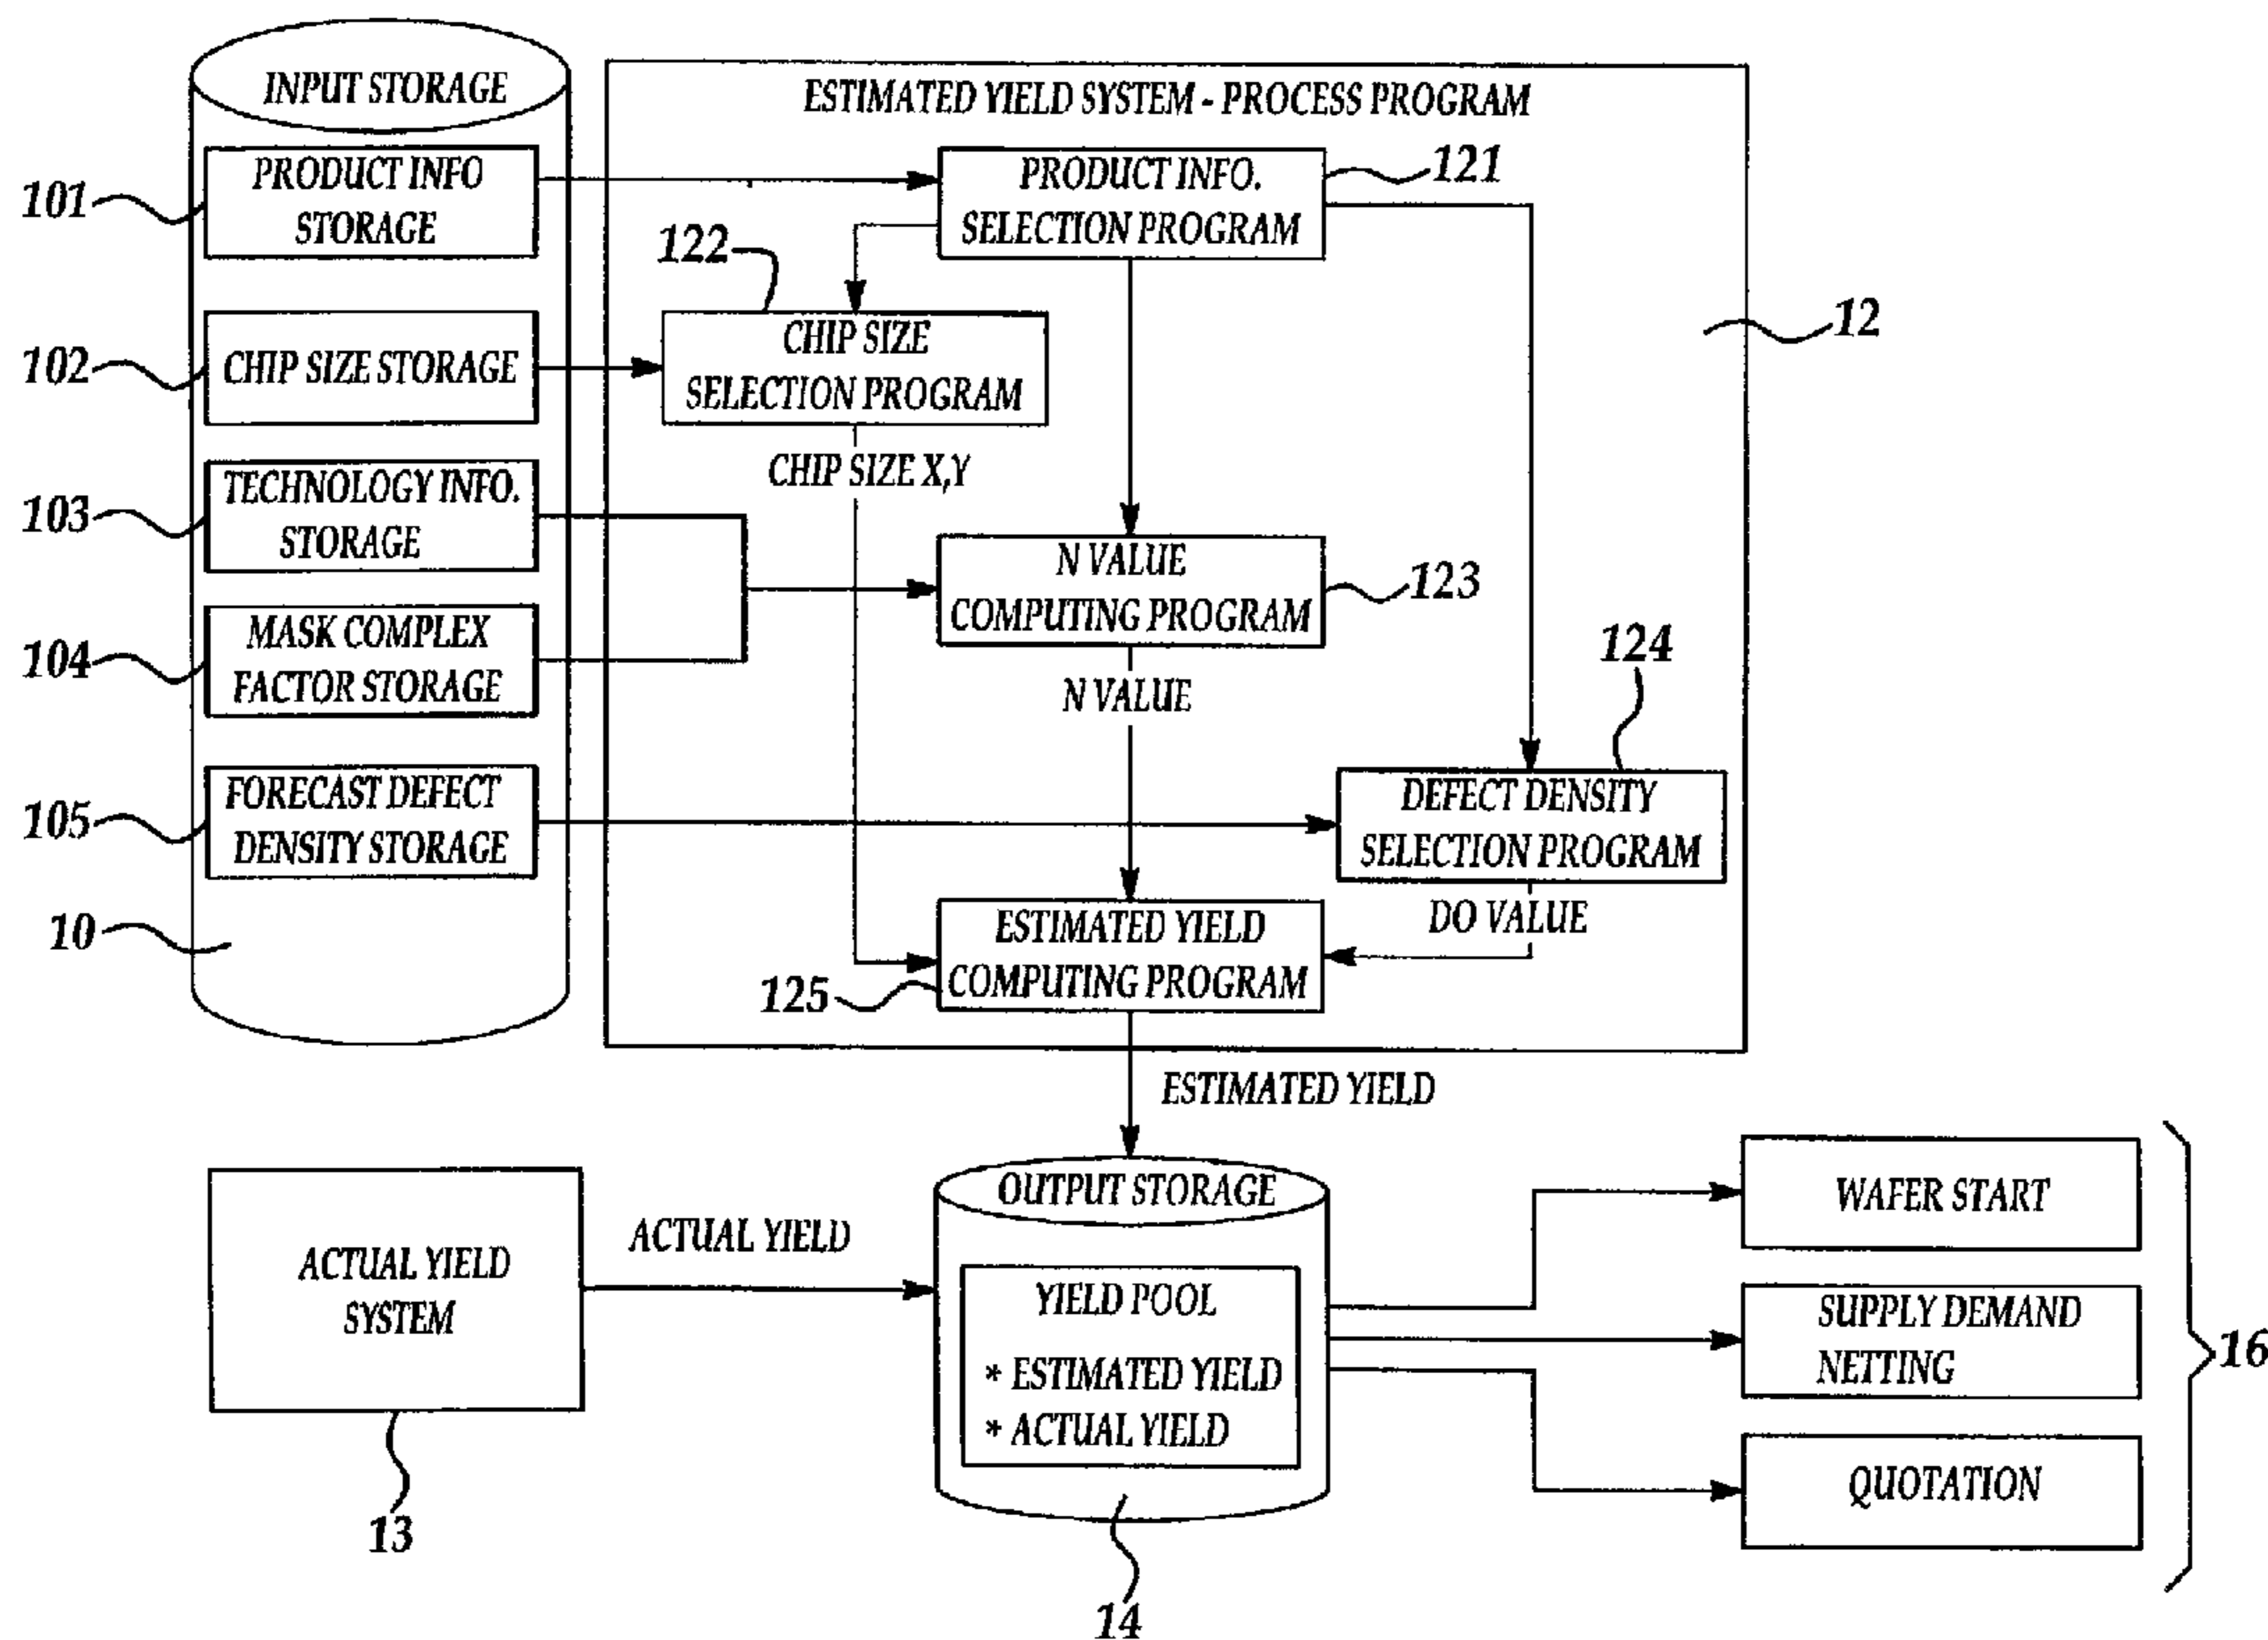 INPUT STORAGE
ESTIMATED YIELD SYSTEM - PROCESS PROGRAM
101
PRODUCT INFO
STORAGE
PRODUCT INFO.
SELECTION PROGRAM
121
122
102
CHIP SIZE STORAGE
CHIP SIZE
SELECTION PROGRAM
12
CHIP SIZE X,Y
103
TECHNOLOGY INFO.
STORAGE
N VALUE
COMPUTING PROGRAM
123
104
MASK COMPLEX
FACTOR STORAGE
N VALUE
124
105
FORECAST DEFECT
DENSITY STORAGE
DEFECT DENSITY
SELECTION PROGRAM
10
DO VALUE
ESTIMATED YIELD
COMPUTING PROGRAM
125
ESTIMATED YIELD
ACTUAL YIELD
SYSTEM
13
ACTUAL YIELD
OUTPUT STORAGE
YIELD POOL
* ESTIMATED YIELD
* ACTUAL YIELD
14
WAFER START
SUPPLY DEMAND
NETTING
QUOTATION
16